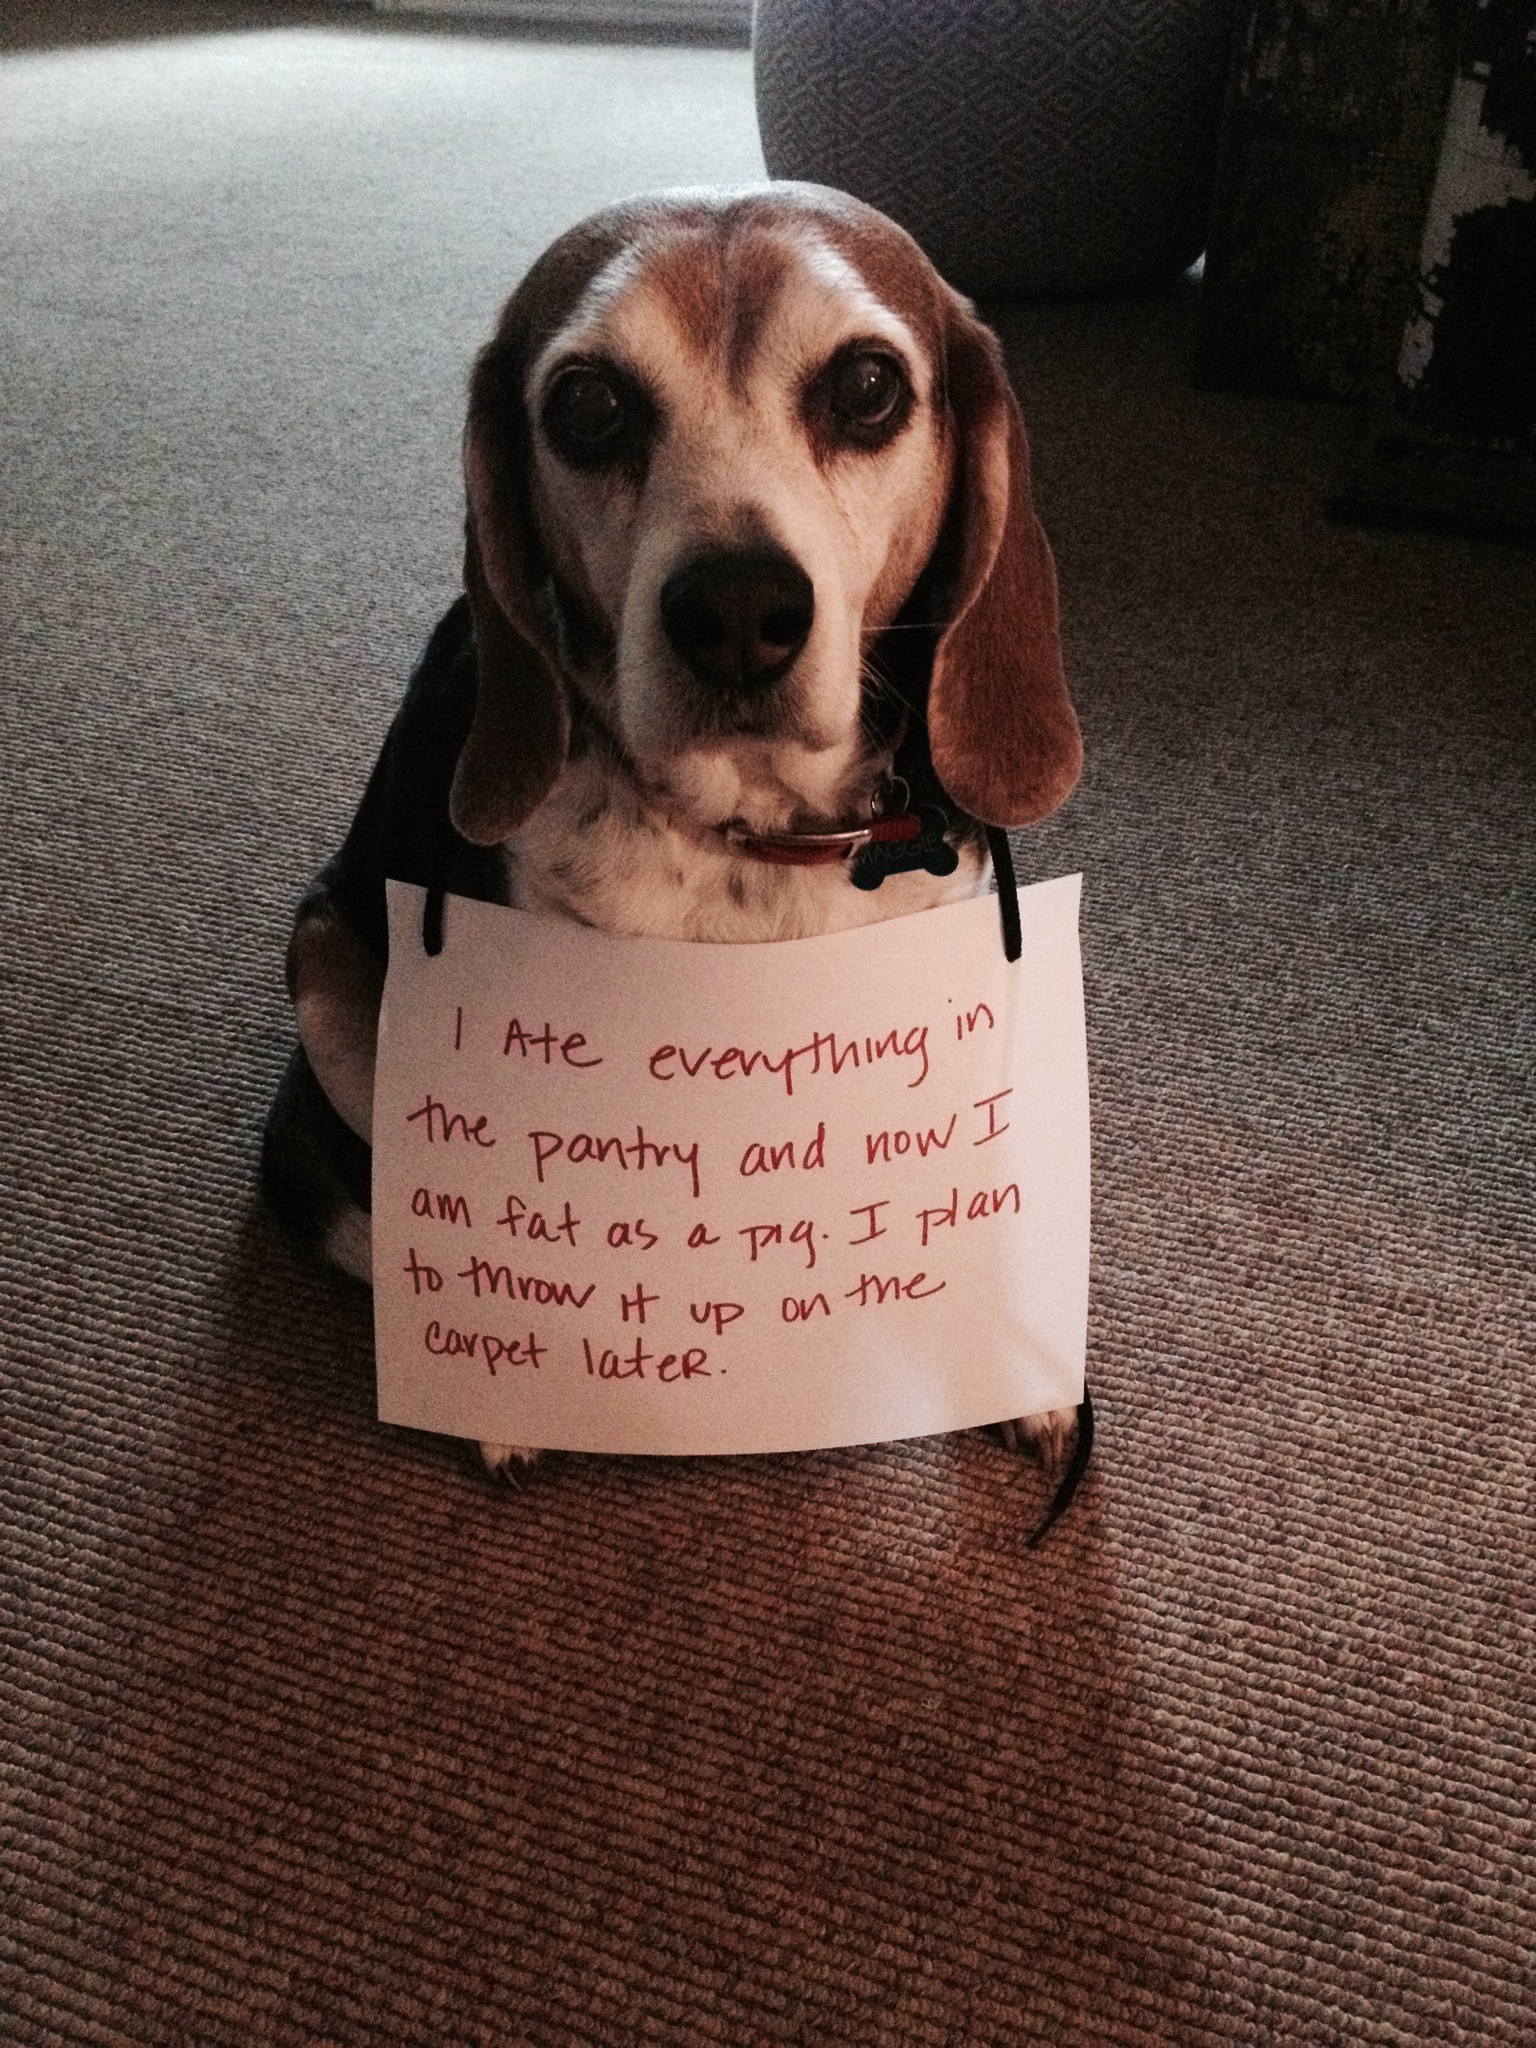 MAGGIE
I Ate everything in
the pantry and now I
am fat as a pig. I plan
to throw it up on the
carpet later.